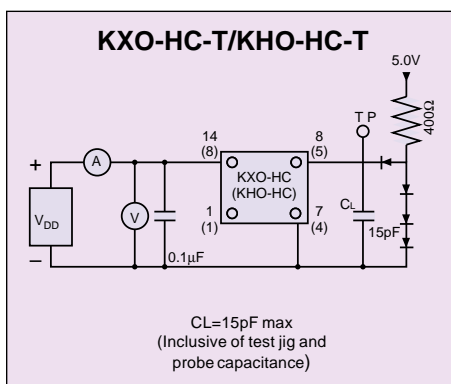 KXO-HC-T/KHO-HC-T
5.0V
400Ω
T P
14
(8)
8
(5)
A
+
KXO-HC
(KHO-HC)
VDD
V
1
(1)
7
(4)
CL
15pF
–
0.1µF
CL=15pF max
(Inclusive of test jig and
probe capacitance)